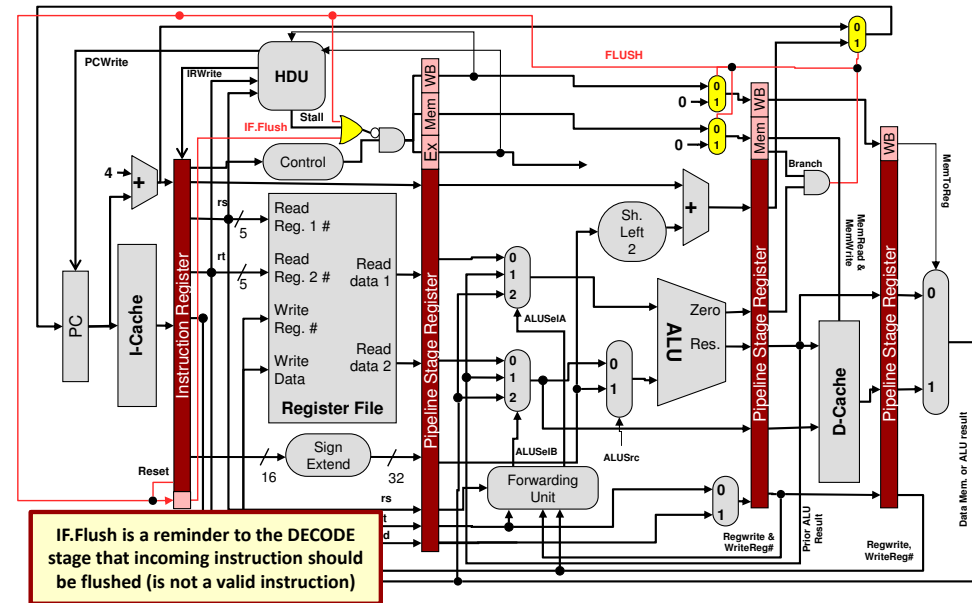 PCWrite
IRWrite
HDU
Stall
IF.Flush
FLUSH
WB
Mem
Ex
0
1
0
1
0
0
1
0
WB
Mem
WB
Branch
MemToReg
MemRead &
MemWrite
4
+
Control
Instruction Register
rs
5
rt
5
Read
Reg. 1 #
Read
Reg. 2 #
Write
Reg. #
Write
Data
Read
data 1
Read
data 2
Register File
Pipeline Stage Register
PC
I-Cache
Sh.
Left
2
+
0
1
2
ALUSelA
0
1
2
ALUSelB
0
1
ALUSrc
ALU
Zero
Res.
Pipeline Stage Register
D-Cache
Pipeline Stage Register
0
1
Sign
Extend
16
32
Reset
Forwarding
Unit
rs
t
d
0
1
Regwrite &
WriteReg#
Prior ALU
Result
Regwrite,
WriteReg#
Data Mem. or ALU result
IF.Flush is a reminder to the DECODE
stage that incoming instruction should
be flushed (is not a valid instruction)